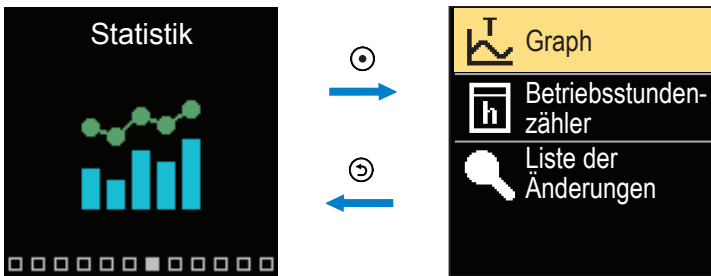 Statistik
T
Graph
h
Betriebsstunden-
zähler
Liste der
Änderungen